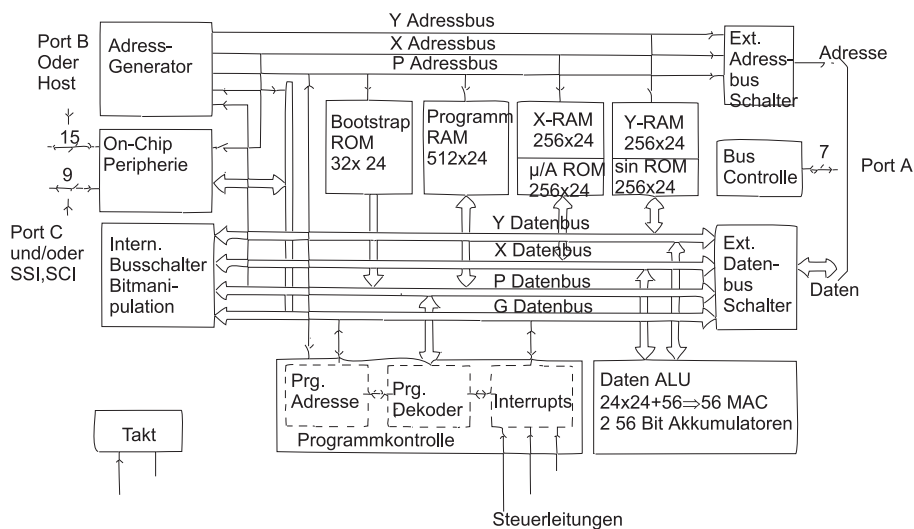 Y Adressbus
X Adressbus
P Adressbus
Port B
Oder
Host
Adress-
Generator
Ext.
Adress-
bus
Schalter
Adresse
15
On-Chip
Peripherie
9
Bootstrap
ROM
32x 24
Programm
RAM
512x24
X-RAM
256x24
µ/A ROM
256x24
Y-RAM
256x24
sin ROM
256x24
Bus
Controlle
7
Port A
Port C
und/oder
SSI,SCI
Intern.
Busschalter
Bitmani-
pulation
Y Datenbus
X Datenbus
P Datenbus
G Datenbus
Ext.
Daten-
bus
Schalter
Daten
Prg.
Adresse
Prg.
Dekoder
Interrupts
Programmkontrolle
Daten ALU
24x24+56⇒56 MAC
2 56 Bit Akkumulatoren
Takt
Steuerleitungen